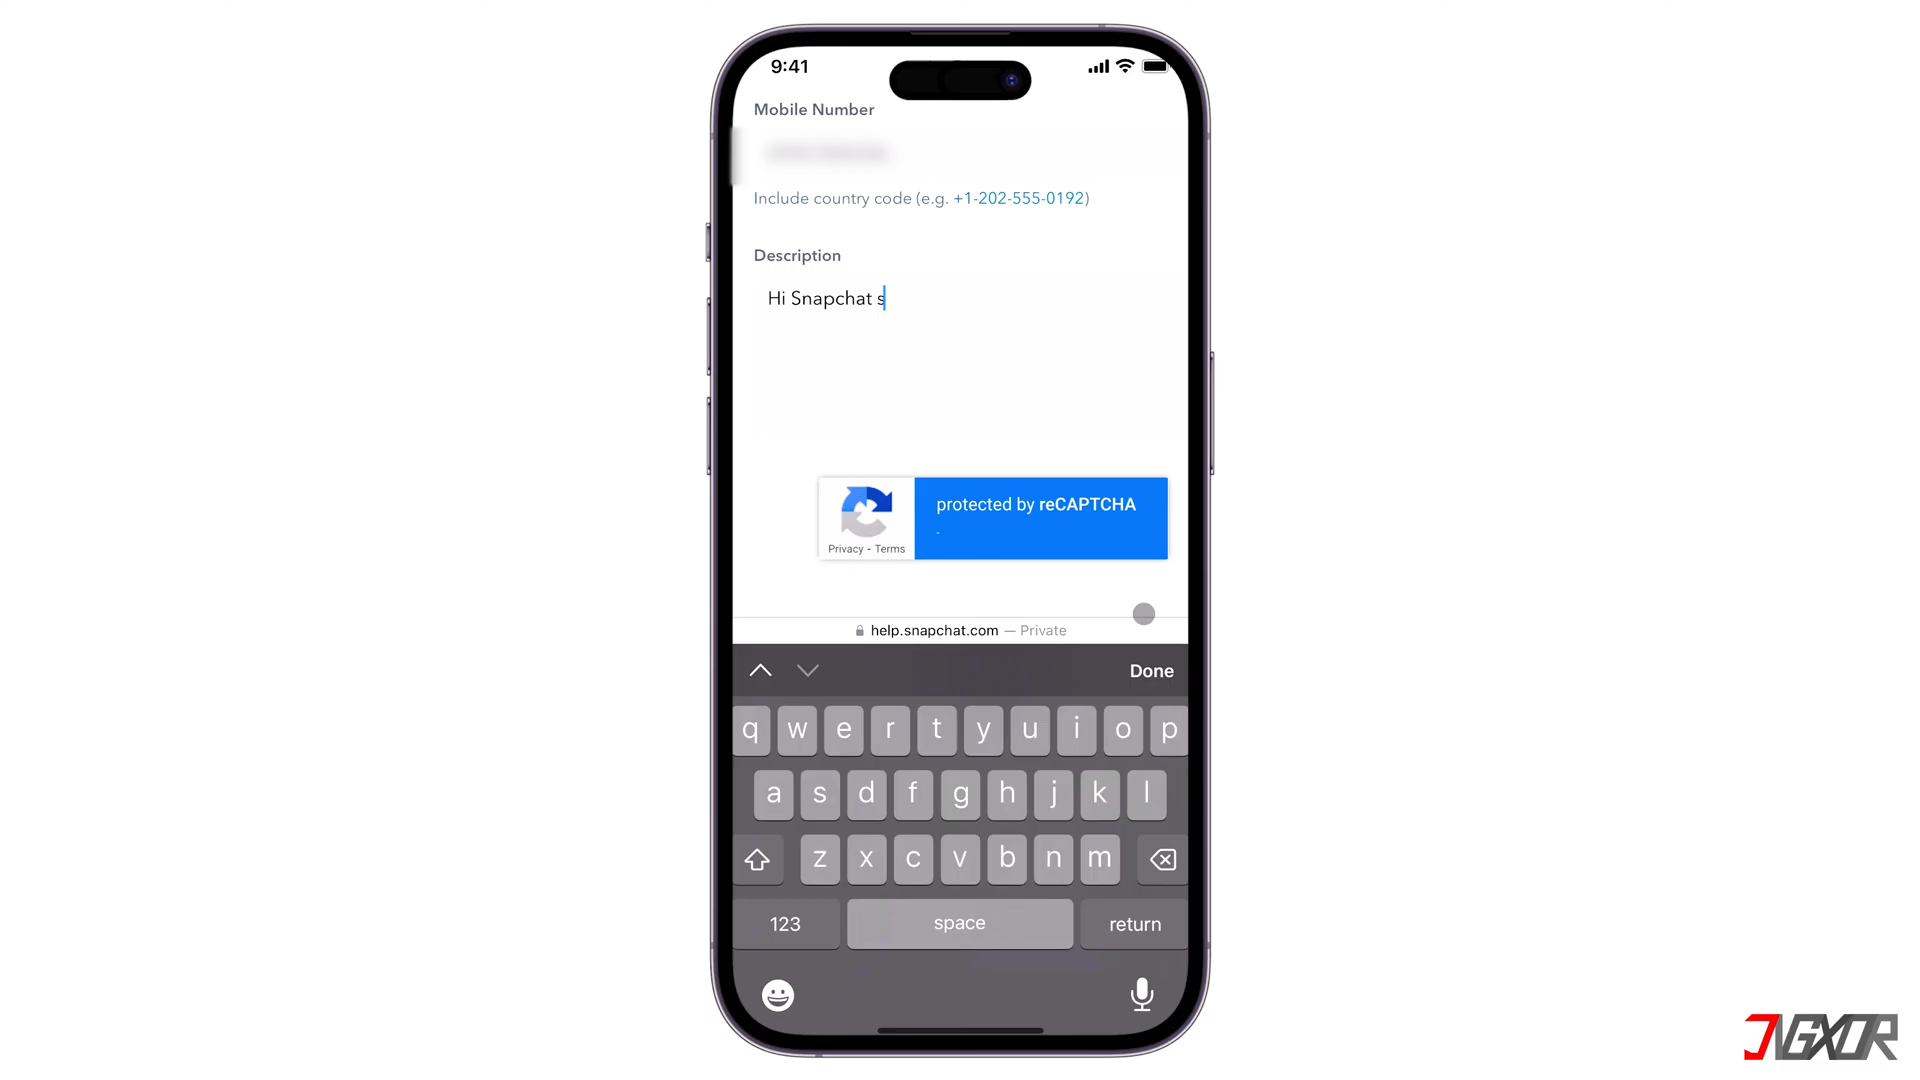 9:41
Mobile Number
Include country code (e.g. +1-202-555-0192)
Description
Hi Snapchat s
protected by reCAPTCHA
-
Privacy - Terms
help.snapchat.com — Private
Done
q w e r t y u i o p
a s d f g h j k l
z x c v b n m
123 space return
JNGXOR